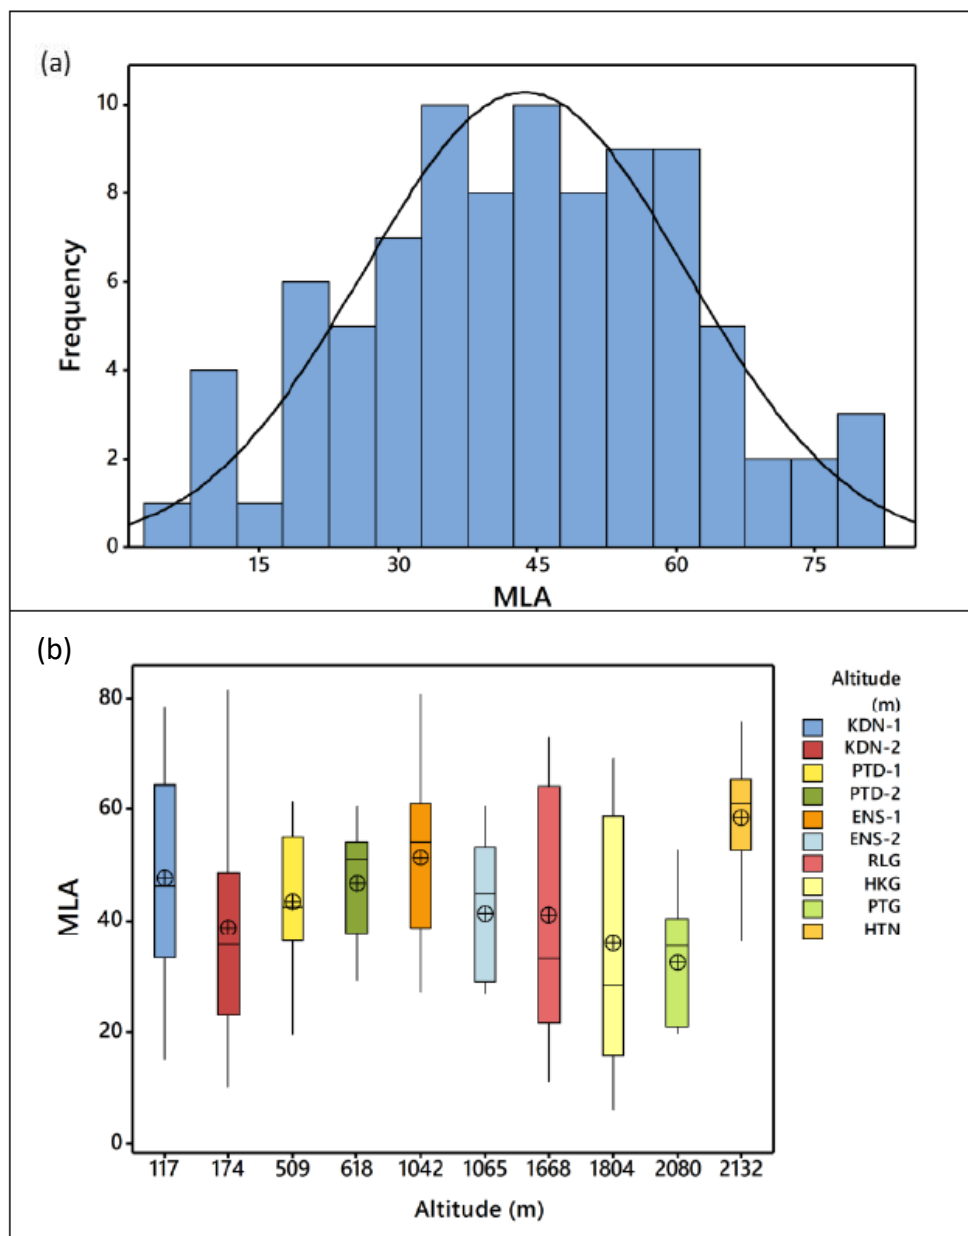 (a)
Frequency
10
8
6
4
2
0
15 30 45 60 75
MLA
(b)
MLA
80
60
40
20
0
117 174 509 618 1042 1065 1668 1804 2080 2132
Altitude (m)
Altitude
(m)
KDN-1
KDN-2
PTD-1
PTD-2
ENS-1
ENS-2
RLG
HKG
PTG
HTN